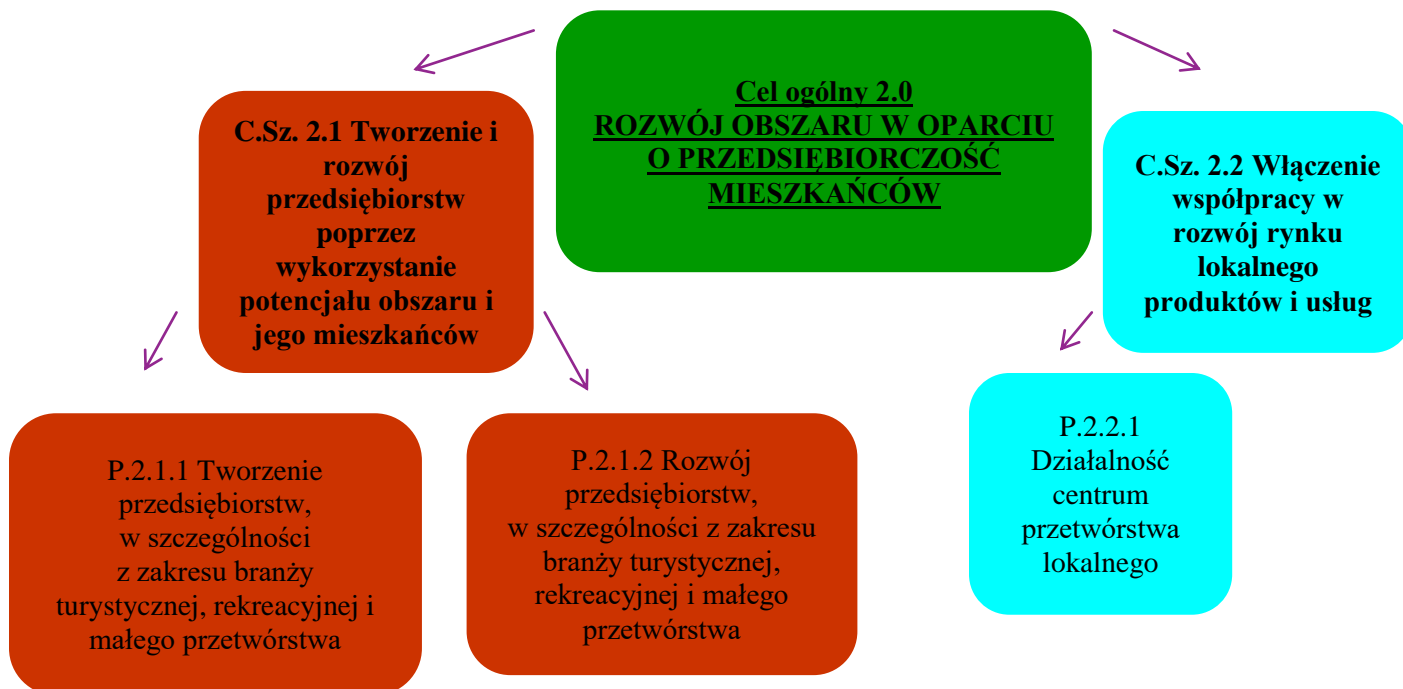 Cel ogólny 2.0
ROZWÓJ OBSZARU W OPARCIU
O PRZEDSIĘBIORCZOŚĆ
MIESZKAŃCÓW
C.Sz. 2.1 Tworzenie i
rozwój
przedsiębiorstw
poprzez
wykorzystanie
potencjału obszaru i
jego mieszkańców
C.Sz. 2.2 Włączenie
współpracy w
rozwój rynku
lokalnego
produktów i usług
P.2.1.1 Tworzenie
przedsiębiorstw,
w szczególności
z zakresu branży
turystycznej, rekreacyjnej i
małego przetwórstwa
P.2.1.2 Rozwój
przedsiębiorstw,
w szczególności z zakresu
branży turystycznej,
rekreacyjnej i małego
przetwórstwa
P.2.2.1
Działalność
centrum
przetwórstwa
lokalnego